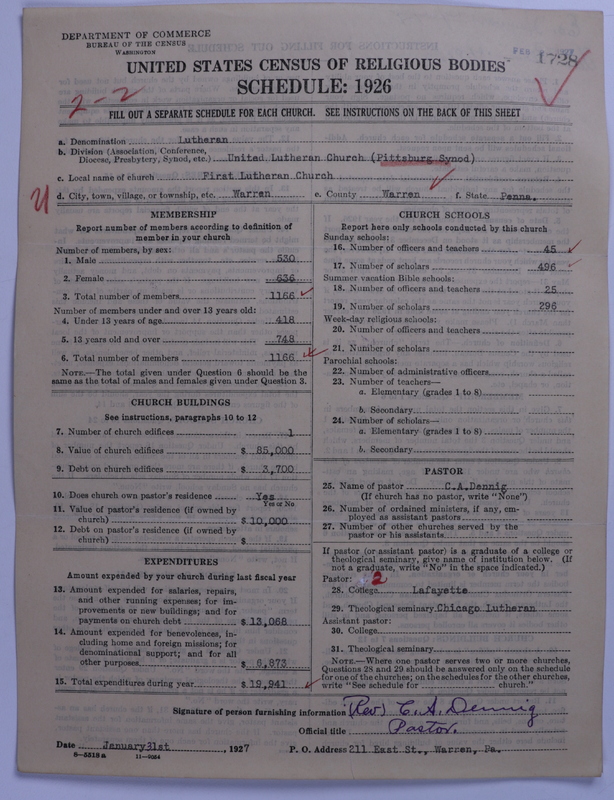 DEPARTMENT OF COMMERCE
BUREAU OF THE CENSUS
WASHINGTON
1728
UNITED STATES CENSUS OF RELIGIOUS BODIES
SCHEDULE: 1926
2-2
FILL OUT A SEPARATE SCHEDULE FOR EACH CHURCH. SEE INSTRUCTIONS ON THE BACK OF THIS SHEET
a. Denomination Lutheran
b. Division (Association, Conference,
Diocese, Presbytery, Synod, etc.) United Lutheran Church (Pittsburg Synod)
c. Local name of church First Lutheran Church
d. City, town, village, or township, etc. Warren e. County Warren f. State Penna.
MEMBERSHIP
Report number of members according to definition of
member in your church
Number of members, by sex:
1. Male 530
2. Female 636
3. Total number of members 1166
Number of members under and over 13 years old:
4. Under 13 years of age 418
5. 13 years old and over 748
6. Total number of members 1166
NOTE.—The total given under Question 6 should be the
same as the total of males and females given under Question 3.
CHURCH BUILDINGS
See instructions, paragraphs 10 to 12
7. Number of church edifices 1
8. Value of church edifices $ 85,000
9. Debt on church edifices $ 3,700
10. Does church own pastor's residence Yes
Yes or No
11. Value of pastor's residence (if owned by
church) $ 10,000
12. Debt on pastor's residence (if owned by
church) $
EXPENDITURES
Amount expended by your church during last fiscal year
13. Amount expended for salaries, repairs,
and other running expenses; for im-
provements or new buildings; and for
payments on church debt $ 13,068
14. Amount expended for benevolences, in-
cluding home and foreign missions; for
denominational support; and for all
other purposes $ 6,873
15. Total expenditures during year $ 19,941
CHURCH SCHOOLS
Report here only schools conducted by this church
Sunday schools:
16. Number of officers and teachers 45
17. Number of scholars 496
Summer vacation Bible schools:
18. Number of officers and teachers 25
19. Number of scholars 296
Week-day religious schools:
20. Number of officers and teachers
21. Number of scholars
Parochial schools:
22. Number of administrative officers
23. Number of teachers—
a. Elementary (grades 1 to 8)
b. Secondary
24. Number of scholars—
a. Elementary (grades 1 to 8)
b. Secondary
PASTOR
25. Name of pastor C.A.Dennig
(If church has no pastor, write "None")
26. Number of ordained ministers, if any, em-
ployed as assistant pastors
27. Number of other churches served by the
pastor or his assistants
If pastor (or assistant pastor) is a graduate of a college or
theological seminary, give name of institution below. (If
not a graduate, write "No" in the space indicated.)
Pastor: 2
28. College Lafayette
29. Theological seminary Chicago Lutheran
Assistant pastor:
30. College
31. Theological seminary
NOTE.—Where one pastor serves two or more churches,
Questions 28 and 29 should be answered only on the schedule
for one of the churches; on the schedules for the other churches,
write "See schedule for church."
Signature of person furnishing information (Rev) C. A. Dennig
Official title Pastor.
Date January 31st, 1927 P. O. Address 211 East St., Warren, Pa.
8—5818a 11—9054